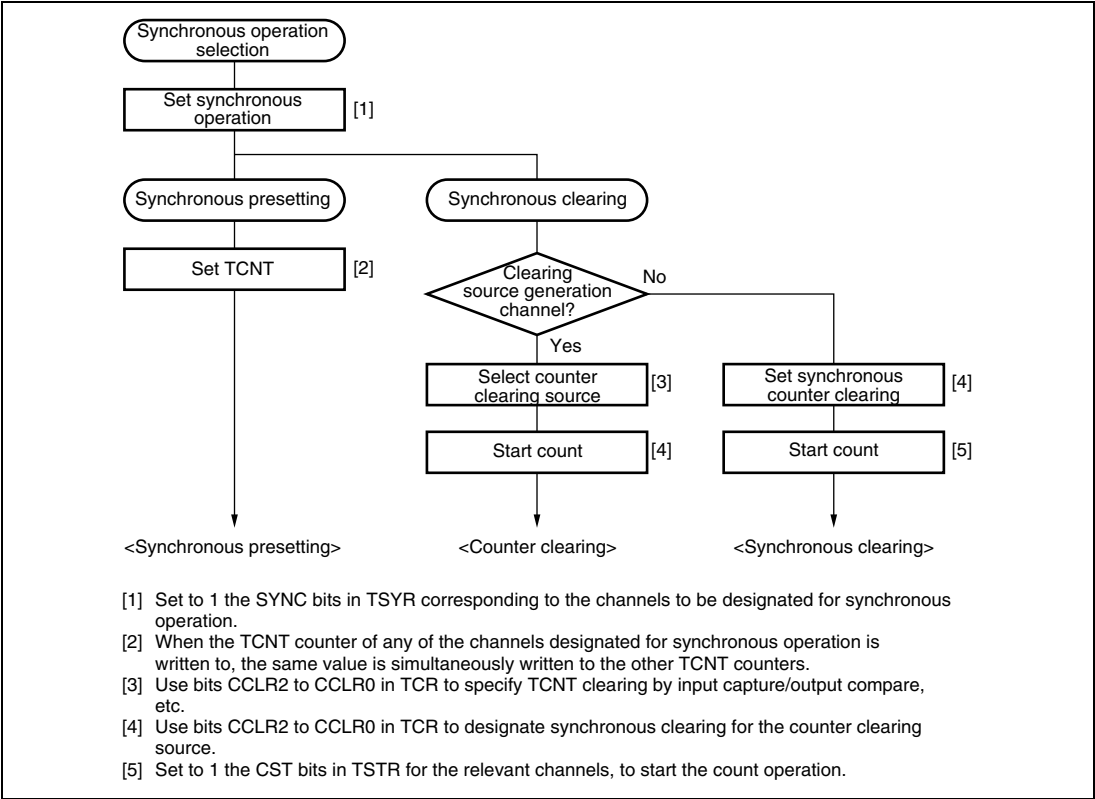 Synchronous operation
selection
Set synchronous
operation
[1]
Synchronous presetting
Synchronous clearing
Set TCNT
[2]
Clearing
source generation
channel?
No
Yes
Select counter
clearing source
[3]
Set synchronous
counter clearing
[4]
Start count
[4]
Start count
[5]
<Synchronous presetting>
<Counter clearing>
<Synchronous clearing>
[1] Set to 1 the SYNC bits in TSYR corresponding to the channels to be designated for synchronous
operation.
[2] When the TCNT counter of any of the channels designated for synchronous operation is
written to, the same value is simultaneously written to the other TCNT counters.
[3] Use bits CCLR2 to CCLR0 in TCR to specify TCNT clearing by input capture/output compare,
etc.
[4] Use bits CCLR2 to CCLR0 in TCR to designate synchronous clearing for the counter clearing
source.
[5] Set to 1 the CST bits in TSTR for the relevant channels, to start the count operation.